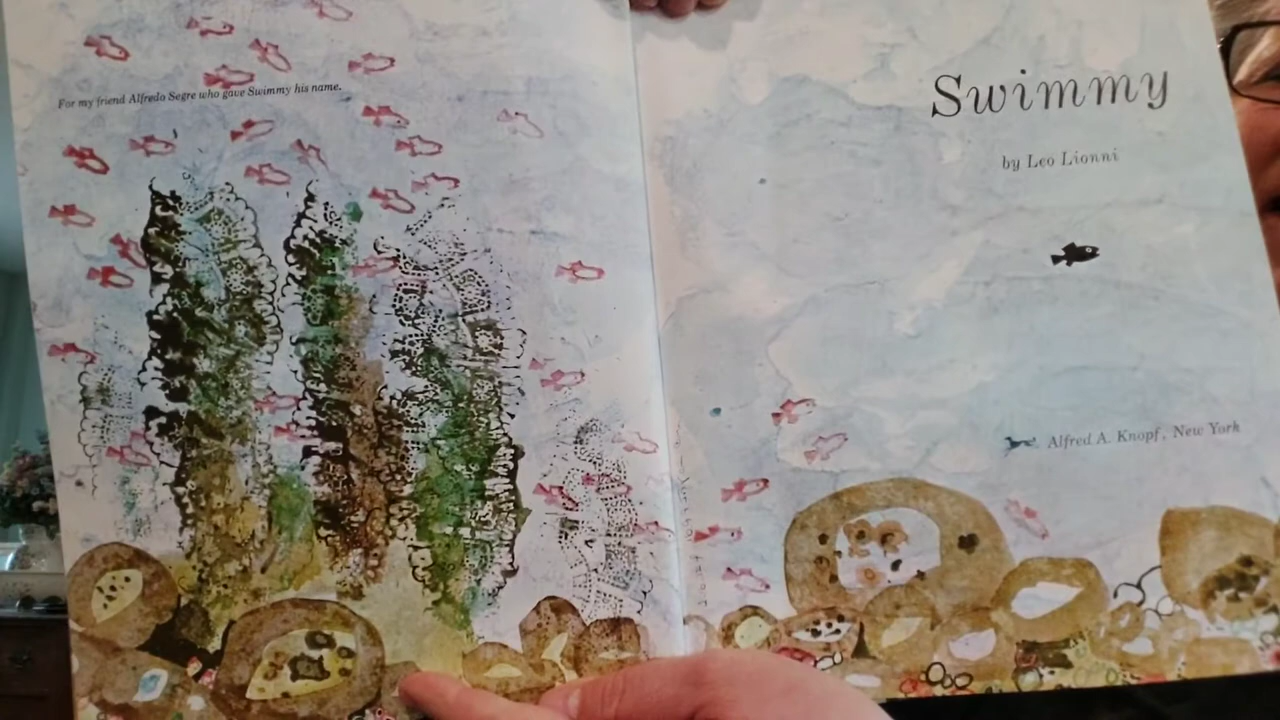 For my friend Alfredo Segre who gave Swimmy his name.
Swimmy
by Leo Lionni
Alfred A. Knopf, New York